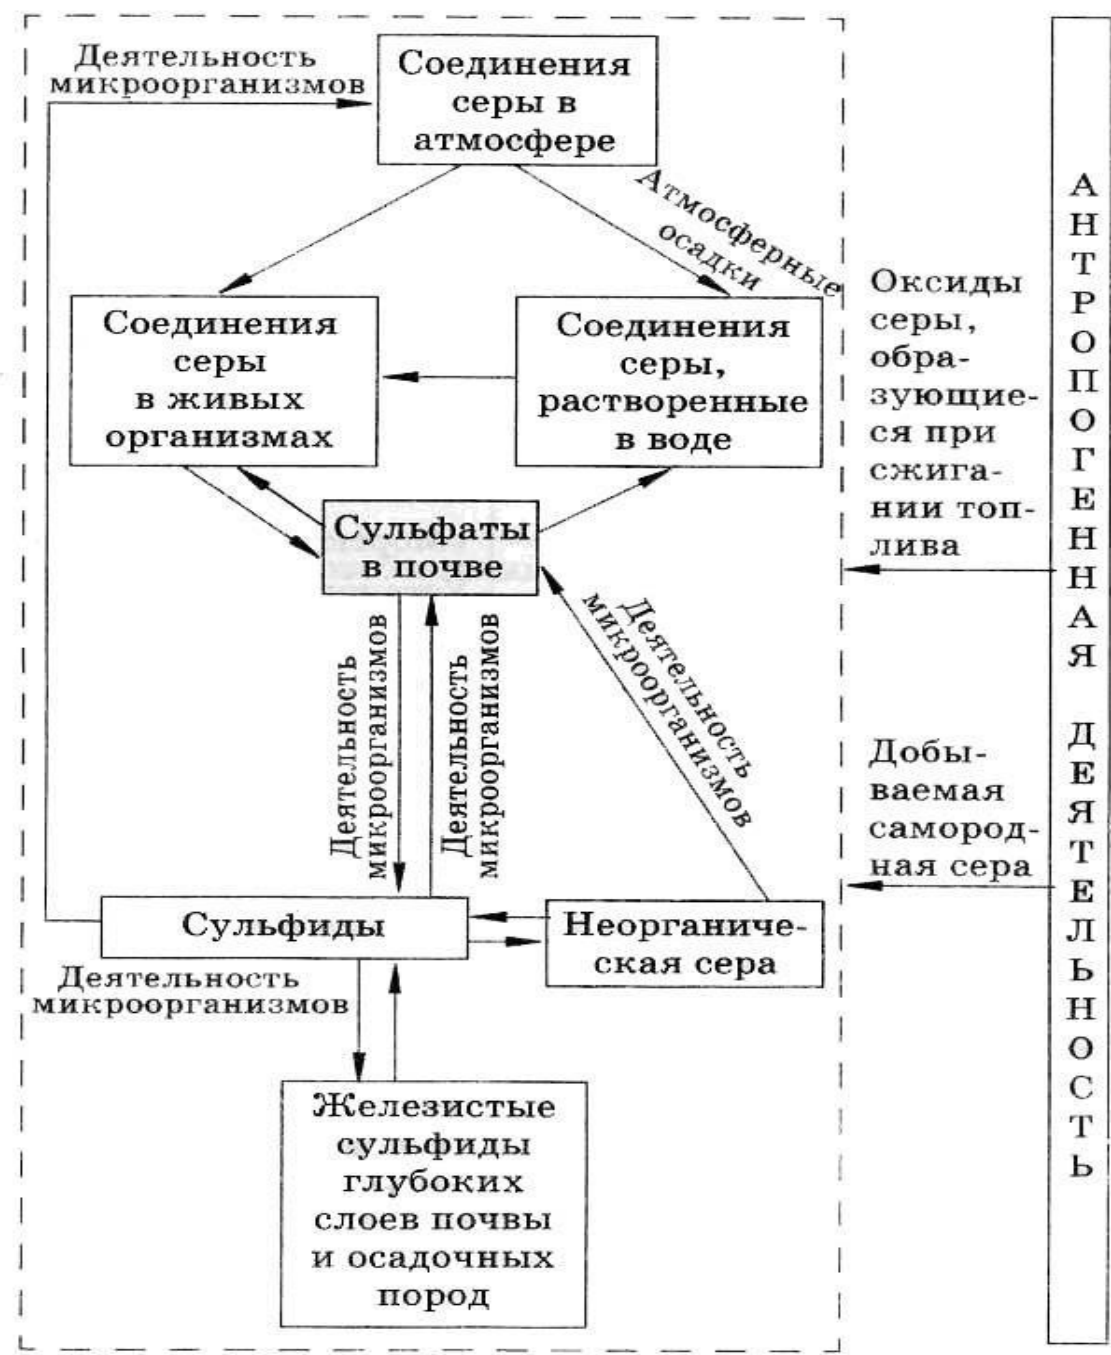 Деятельность
микроорганизмов
Соединения
серы в
атмосфере
Атмосферные
осадки
Соединения
серы
в живых
организмах
Соединения
серы,
растворенные
в воде
Сульфаты
в почве
Деятельность
микроорганизмов
Деятельность
микроорганизмов
Деятельность
микроорганизмов
Сульфиды
Неорганиче-
ская сера
Деятельность
микроорганизмов
Железистые
сульфиды
глубоких
слоев почвы
и осадочных
пород
Оксиды
серы,
обра-
зующие-
ся при
сжига-
нии топ-
лива
Добы-
ваемая
самород-
ная сера
АНТРОПОГЕННАЯ ДЕЯТЕЛЬНОСТЬ